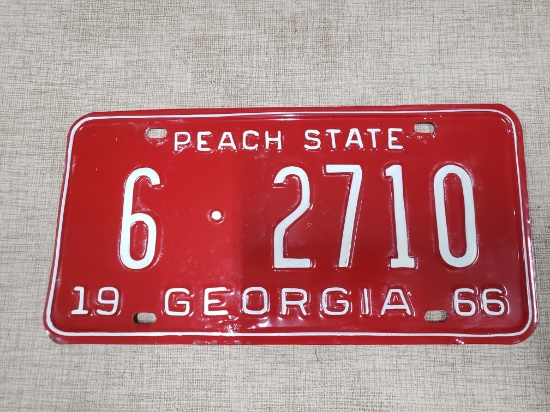 PEACH STATE
6 · 2710
19 GEORGIA 66